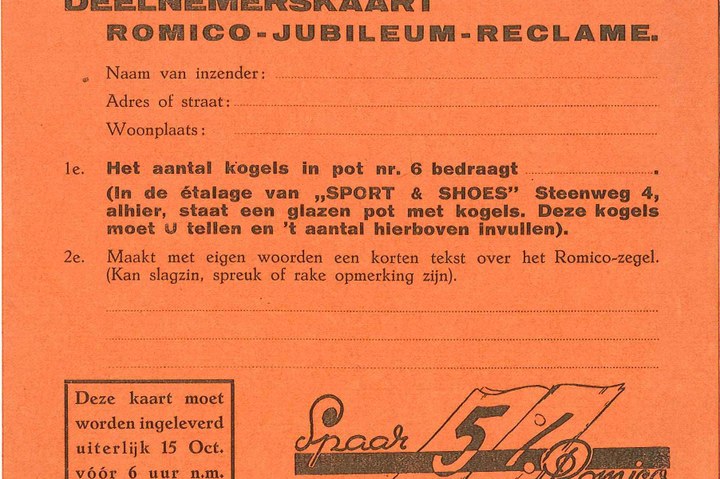 DEELNEMERSKAART
ROMICO-JUBILEUM-RECLAME.
Naam van inzender:
Adres of straat:
Woonplaats:
1e. Het aantal kogels in pot nr. 6 bedraagt .
(In de étalage van „SPORT & SHOES” Steenweg 4,
alhier, staat een glazen pot met kogels. Deze kogels
moet U tellen en 't aantal hierboven invullen).
2e. Maakt met eigen woorden een korten tekst over het Romico-zegel.
(Kan slagzin, spreuk of rake opmerking zijn).
Deze kaart moet
worden ingeleverd
uiterlijk 15 Oct.
vóór 6 uur n.m.
Spaar 5%
Romico